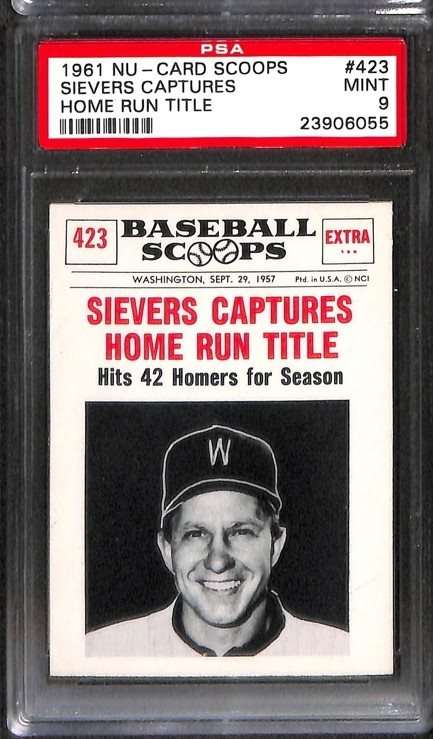 PSA
1961 NU-CARD SCOOPS #423
SIEVERS CAPTURES MINT
HOME RUN TITLE 9
23906055
423 BASEBALL SCOOPS EXTRA
WASHINGTON, SEPT. 29, 1957 Ptd. in U.S.A. © NCI
SIEVERS CAPTURES
HOME RUN TITLE
Hits 42 Homers for Season
W